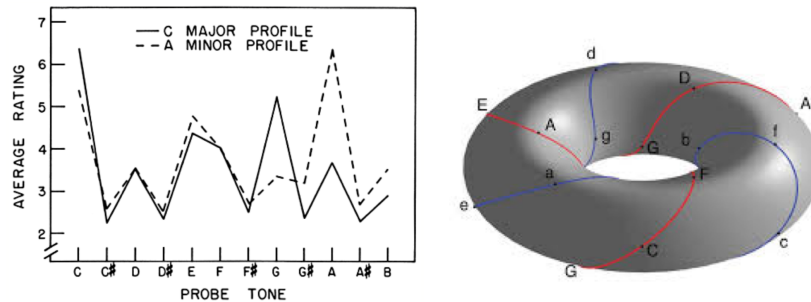 7
6
5
4
3
2
AVERAGE RATING
C MAJOR PROFILE
A MINOR PROFILE
C C♯ D D♯ E F F♯ G G♯ A A♯ B
PROBE TONE
d
D
E
A
A
f
g
G
b
a
F
e
c
C
G